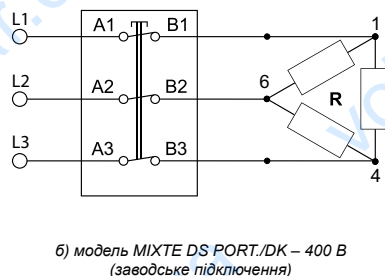 L1
A1
B1
1
L2
A2
B2
6
R
L3
A3
B3
4
б) модель MIXTE DS PORT./DK – 400 В
(заводське підключення)